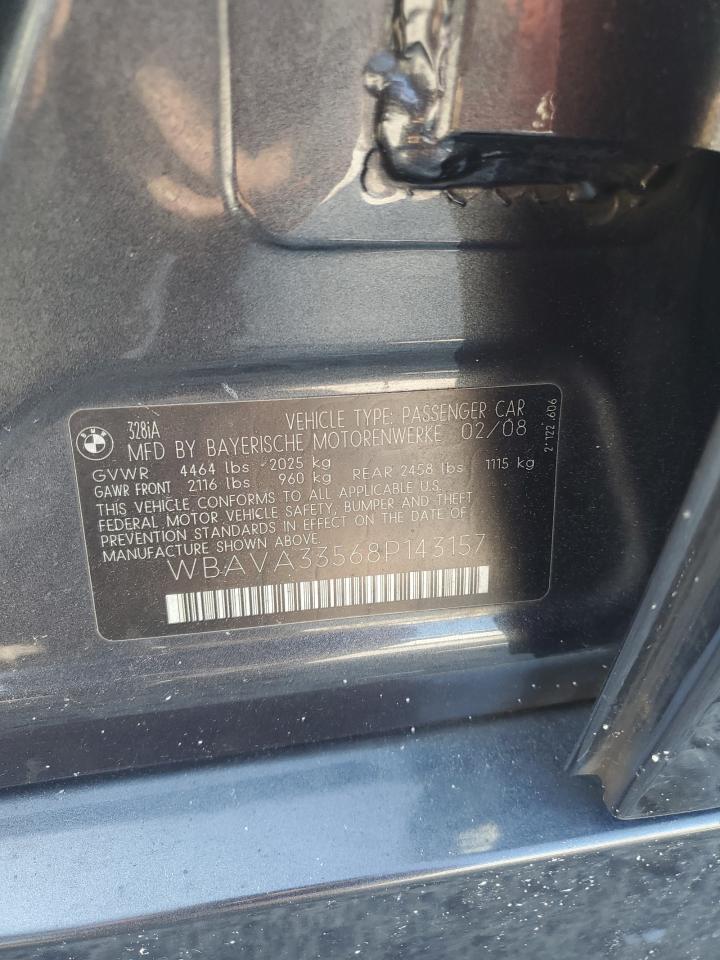 BMW
328iA
VEHICLE TYPE: PASSENGER CAR
MFD BY BAYERISCHE MOTORENWERKE 02/08
GVWR 4464 lbs 2025 kg
GAWR FRONT 2116 lbs 960 kg REAR 2458 lbs 1115 kg
THIS VEHICLE CONFORMS TO ALL APPLICABLE U.S.
FEDERAL MOTOR VEHICLE SAFETY, BUMPER AND THEFT
PREVENTION STANDARDS IN EFFECT ON THE DATE OF
MANUFACTURE SHOWN ABOVE.
WBAVA33568P143157
2 122 606